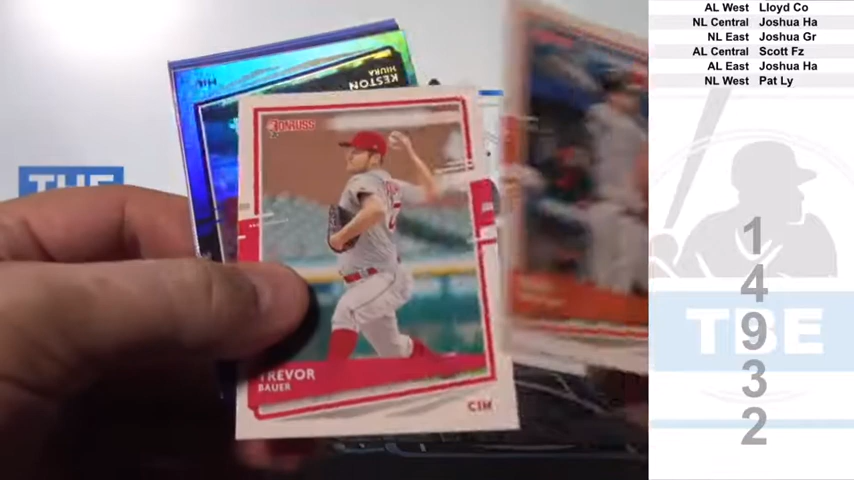 AL West Lloyd Co
NL Central Joshua Ha
NL East Joshua Gr
AL Central Scott Fz
AL East Joshua Ha
NL West Pat Ly
KESTON
HIURA
MIL
DONRUSS
THE
TREVOR
BAUER
CIN
1
4
9
3
2
TBE